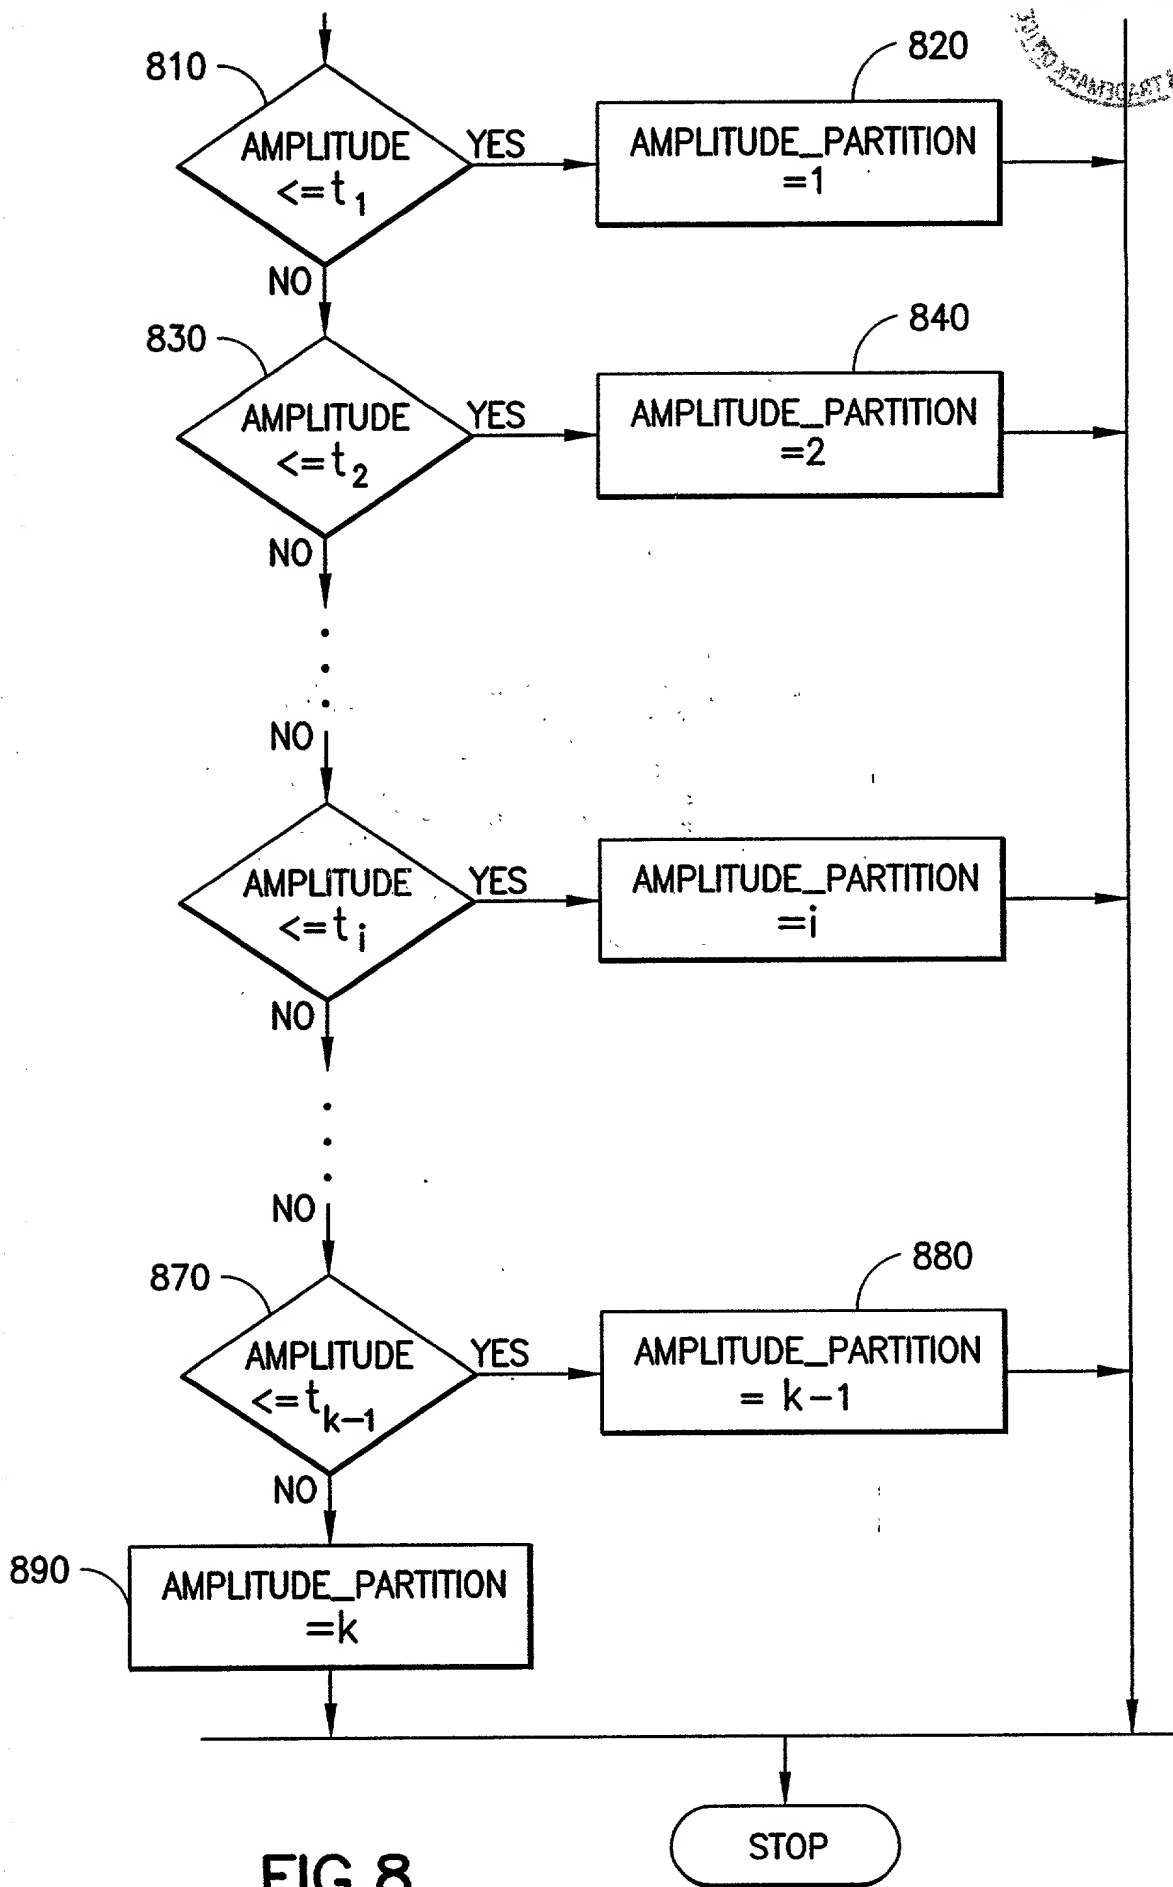 810
820
AMPLITUDE
<=t1
YES
AMPLITUDE_PARTITION
=1
NO
830
840
AMPLITUDE
<=t2
YES
AMPLITUDE_PARTITION
=2
NO
NO
AMPLITUDE
<=ti
YES
AMPLITUDE_PARTITION
=i
NO
NO
870
880
AMPLITUDE
<=tk-1
YES
AMPLITUDE_PARTITION
= k-1
NO
890
AMPLITUDE_PARTITION
=k
STOP
FIG.8